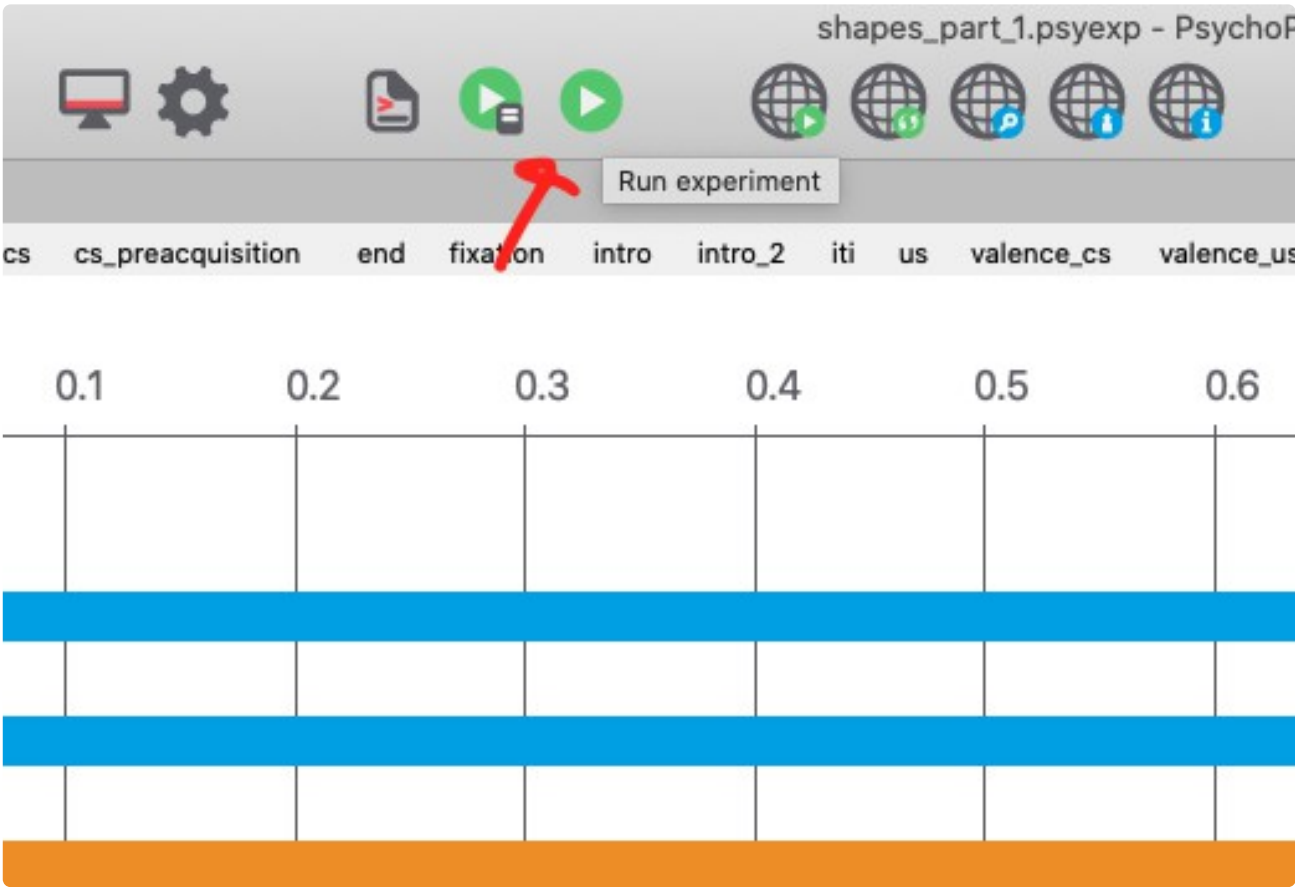 shapes_part_1.psyexp - PsychoP
Run experiment
cs cs_preacquisition end fixation intro intro_2 iti us valence_cs valence_us
0.1 0.2 0.3 0.4 0.5 0.6